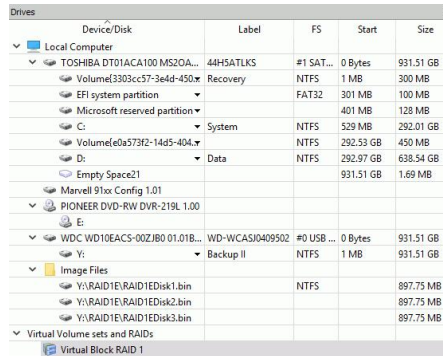 Drives
Device/Disk Label FS Start Size
Local Computer
TOSHIBA DT01ACA100 MS2OA... 44H5ATLKS #1 SAT... 0 Bytes 931.51 GB
Volume{3303cc57-3e4d-450... Recovery NTFS 1 MB 300 MB
EFI system partition FAT32 301 MB 100 MB
Microsoft reserved partition 401 MB 128 MB
C: System NTFS 529 MB 292.01 GB
Volume{e0a573f2-14d5-404... NTFS 292.53 GB 450 MB
D: Data NTFS 292.97 GB 638.54 GB
Empty Space21 931.51 GB 1.69 MB
Marvell 91xx Config 1.01
PIONEER DVD-RW DVR-219L 1.00
E:
WDC WD10EACS-00ZJB0 01.01B... WD-WCASJ0409502 #0 USB ... 0 Bytes 931.51 GB
Y: Backup II NTFS 1 MB 931.51 GB
Image Files
Y:\RAID1E\RAID1EDisk1.bin NTFS 897.75 MB
Y:\RAID1E\RAID1EDisk2.bin 897.75 MB
Y:\RAID1E\RAID1EDisk3.bin 897.75 MB
Virtual Volume sets and RAIDs
Virtual Block RAID 1